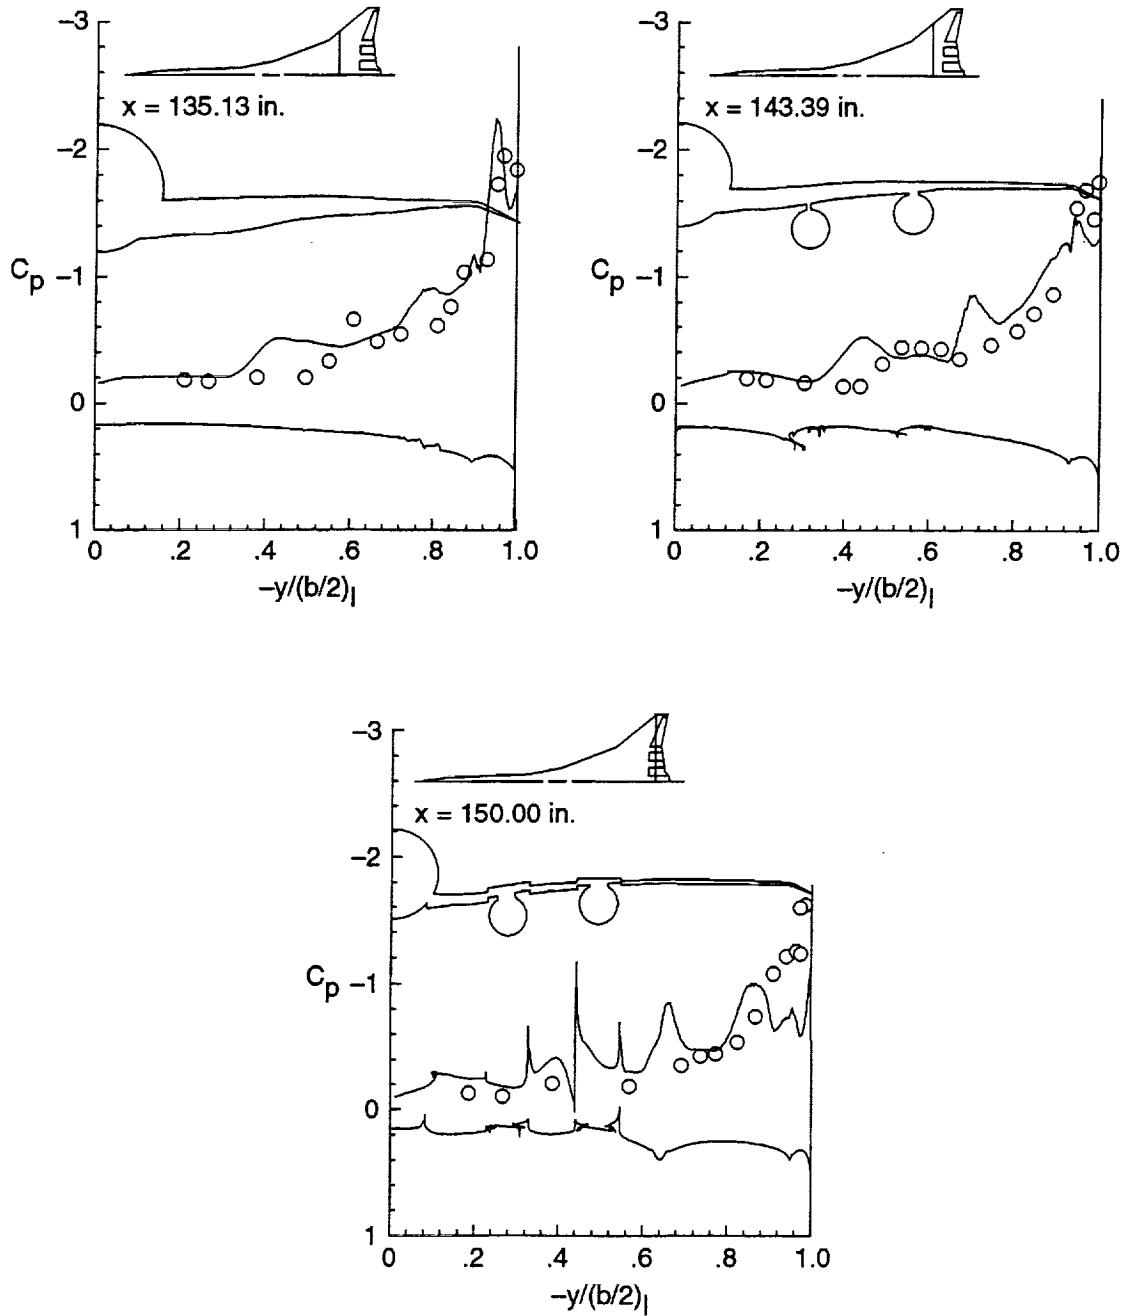 −3
−2
−1
0
1
C_p
x = 135.13 in.
0 .2 .4 .6 .8 1.0
−y/(b/2)_l
−3
−2
−1
0
1
C_p
x = 143.39 in.
0 .2 .4 .6 .8 1.0
−y/(b/2)_l
−3
−2
−1
0
1
C_p
x = 150.00 in.
0 .2 .4 .6 .8 1.0
−y/(b/2)_l